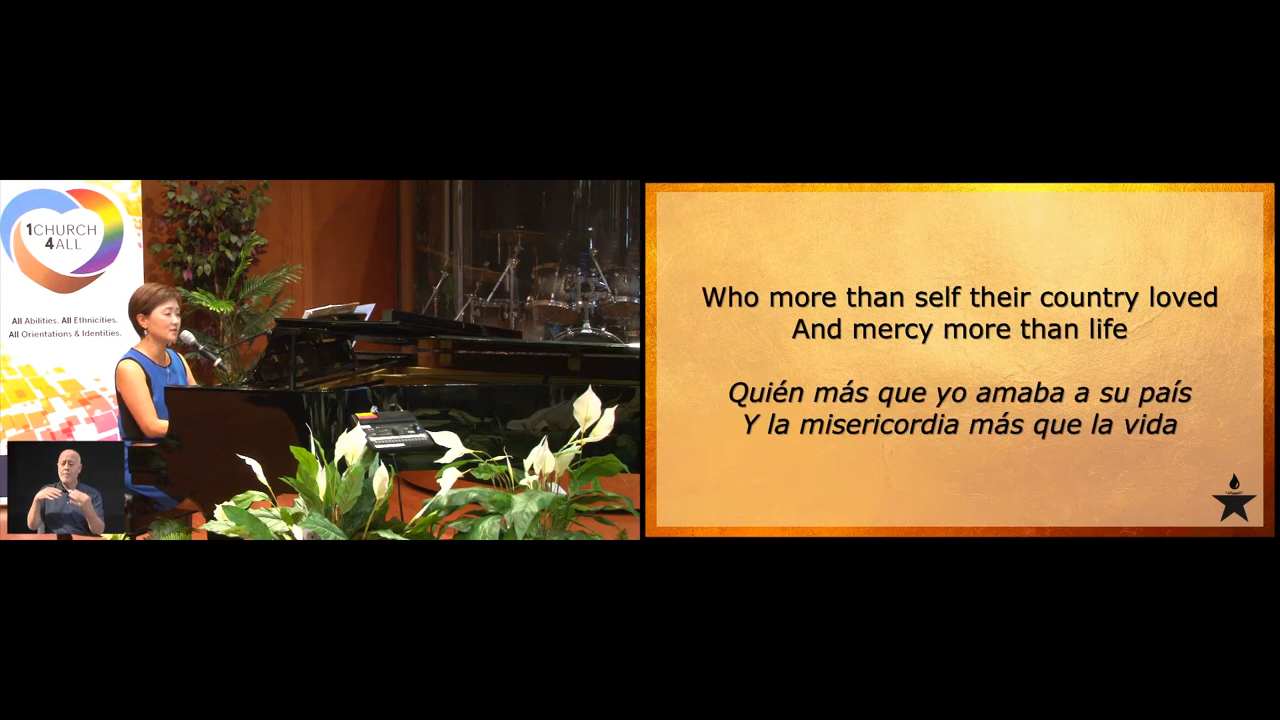 1CHURCH
4ALL
All Abilities. All Ethnicities.
All Orientations & Identities.
Who more than self their country loved
And mercy more than life
Quién más que yo amaba a su país
Y la misericordia más que la vida